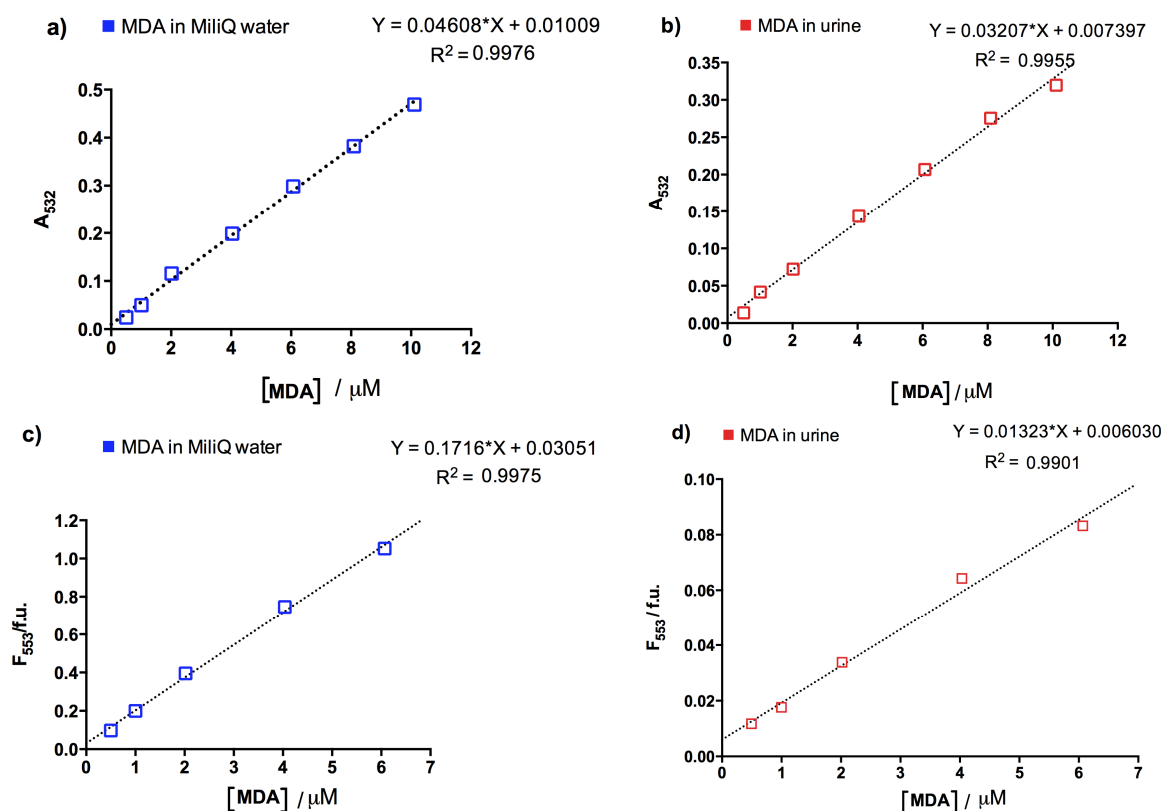 a)
MDA in MiliQ water
Y = 0.04608*X + 0.01009
R² = 0.9976
0.5
0.4
0.3
0.2
0.1
0.0
A532
0 2 4 6 8 10 12
[MDA] / μM
b)
MDA in urine
Y = 0.03207*X + 0.007397
R² = 0.9955
0.35
0.30
0.25
0.20
0.15
0.10
0.05
0.00
A532
0 2 4 6 8 10 12
[MDA] / μM
c)
MDA in MiliQ water
Y = 0.1716*X + 0.03051
R² = 0.9975
1.2
1.0
0.8
0.6
0.4
0.2
0.0
F553/f.u.
0 1 2 3 4 5 6 7
[MDA] / μM
d)
MDA in urine
Y = 0.01323*X + 0.006030
R² = 0.9901
0.10
0.08
0.06
0.04
0.02
0.00
F553/ f.u.
0 1 2 3 4 5 6 7
[MDA] / μM